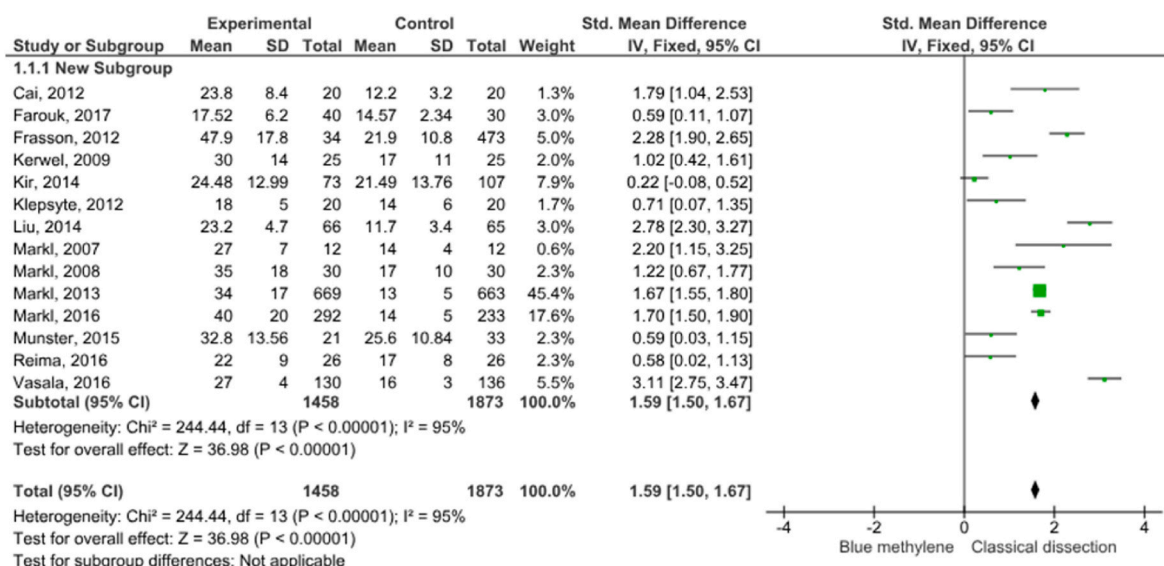 Experimental Control Std. Mean Difference Std. Mean Difference
Study or Subgroup Mean SD Total Mean SD Total Weight IV, Fixed, 95% CI IV, Fixed, 95% CI
1.1.1 New Subgroup
Cai, 2012 23.8 8.4 20 12.2 3.2 20 1.3% 1.79 [1.04, 2.53]
Farouk, 2017 17.52 6.2 40 14.57 2.34 30 3.0% 0.59 [0.11, 1.07]
Frasson, 2012 47.9 17.8 34 21.9 10.8 473 5.0% 2.28 [1.90, 2.65]
Kerwel, 2009 30 14 25 17 11 25 2.0% 1.02 [0.42, 1.61]
Kir, 2014 24.48 12.99 73 21.49 13.76 107 7.9% 0.22 [-0.08, 0.52]
Klepsyte, 2012 18 5 20 14 6 20 1.7% 0.71 [0.07, 1.35]
Liu, 2014 23.2 4.7 66 11.7 3.4 65 3.0% 2.78 [2.30, 3.27]
Markl, 2007 27 7 12 14 4 12 0.6% 2.20 [1.15, 3.25]
Markl, 2008 35 18 30 17 10 30 2.3% 1.22 [0.67, 1.77]
Markl, 2013 34 17 669 13 5 663 45.4% 1.67 [1.55, 1.80]
Markl, 2016 40 20 292 14 5 233 17.6% 1.70 [1.50, 1.90]
Munster, 2015 32.8 13.56 21 25.6 10.84 33 2.3% 0.59 [0.03, 1.15]
Reima, 2016 22 9 26 17 8 26 2.3% 0.58 [0.02, 1.13]
Vasala, 2016 27 4 130 16 3 136 5.5% 3.11 [2.75, 3.47]
Subtotal (95% CI) 1458 1873 100.0% 1.59 [1.50, 1.67]
Heterogeneity: Chi² = 244.44, df = 13 (P < 0.00001); I² = 95%
Test for overall effect: Z = 36.98 (P < 0.00001)
Total (95% CI) 1458 1873 100.0% 1.59 [1.50, 1.67]
Heterogeneity: Chi² = 244.44, df = 13 (P < 0.00001); I² = 95%
Test for overall effect: Z = 36.98 (P < 0.00001)
Test for subgroup differences: Not applicable
-4 -2 0 2 4
Blue methylene Classical dissection